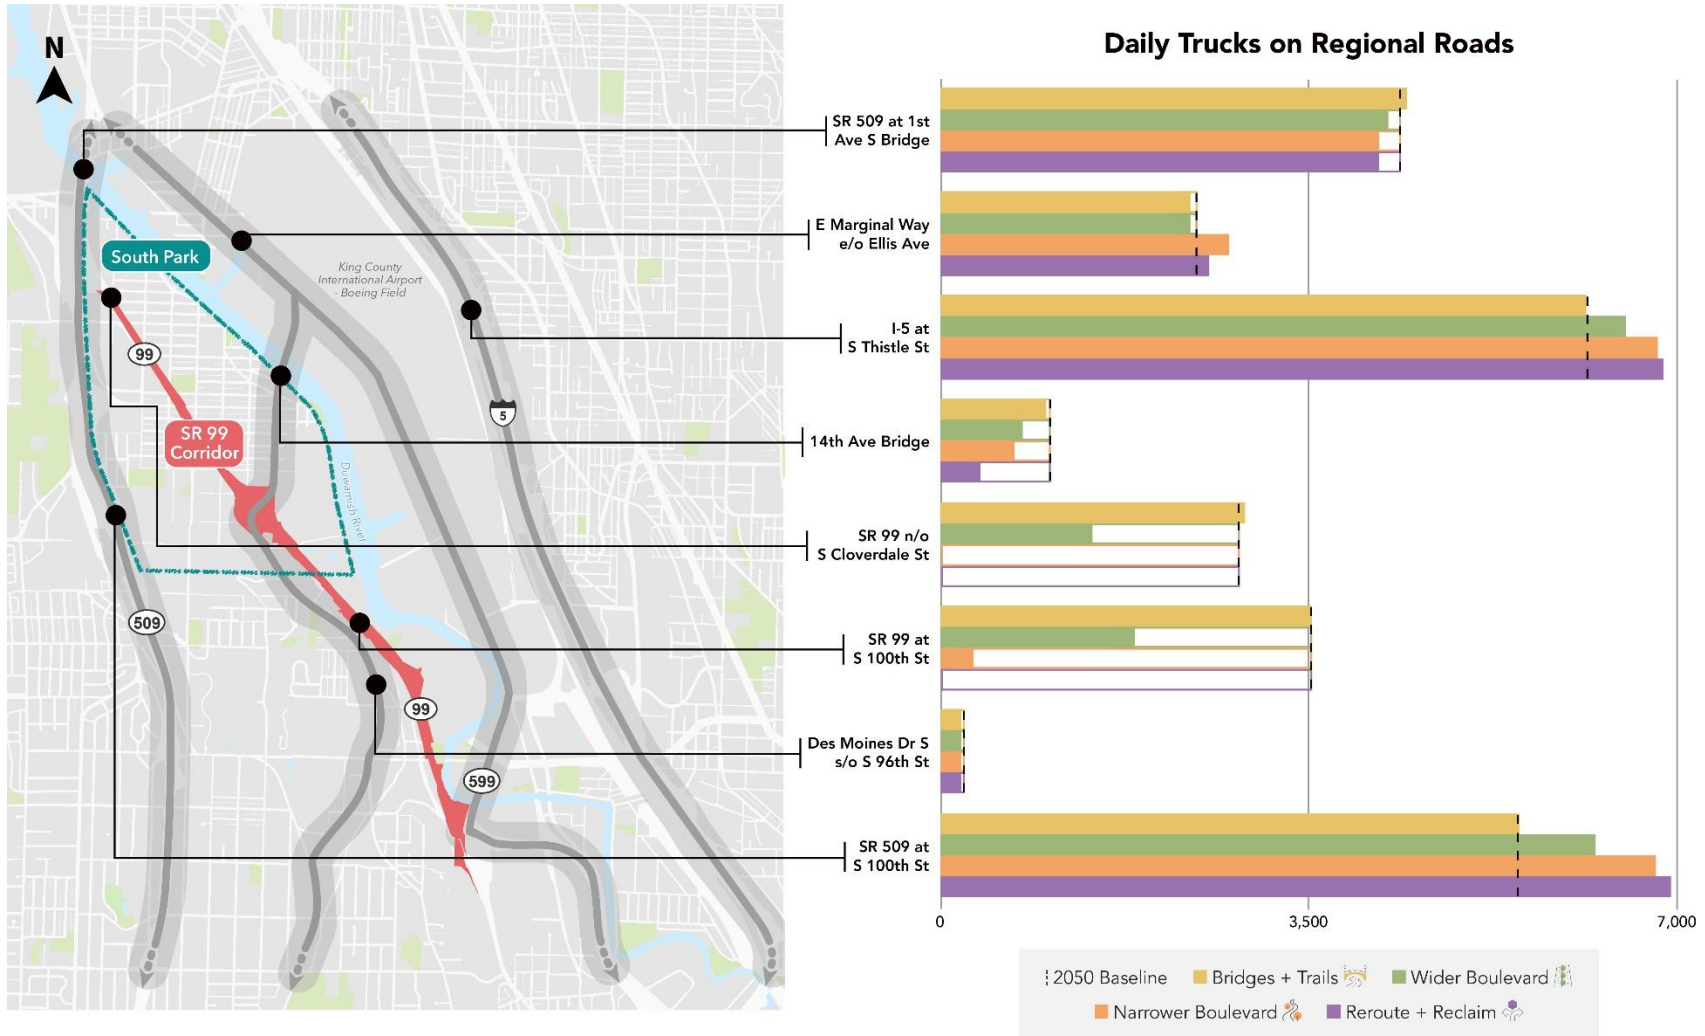 N
South Park
King County
International Airport
- Boeing Field
99
SR 99
Corridor
5
Duwamish River
509
99
599
Daily Trucks on Regional Roads
SR 509 at 1st
Ave S Bridge
E Marginal Way
e/o Ellis Ave
I-5 at
S Thistle St
14th Ave Bridge
SR 99 n/o
S Cloverdale St
SR 99 at
S 100th St
Des Moines Dr S
s/o S 96th St
SR 509 at
S 100th St
0
3,500
7,000
2050 Baseline
Bridges + Trails
Wider Boulevard
Narrower Boulevard
Reroute + Reclaim